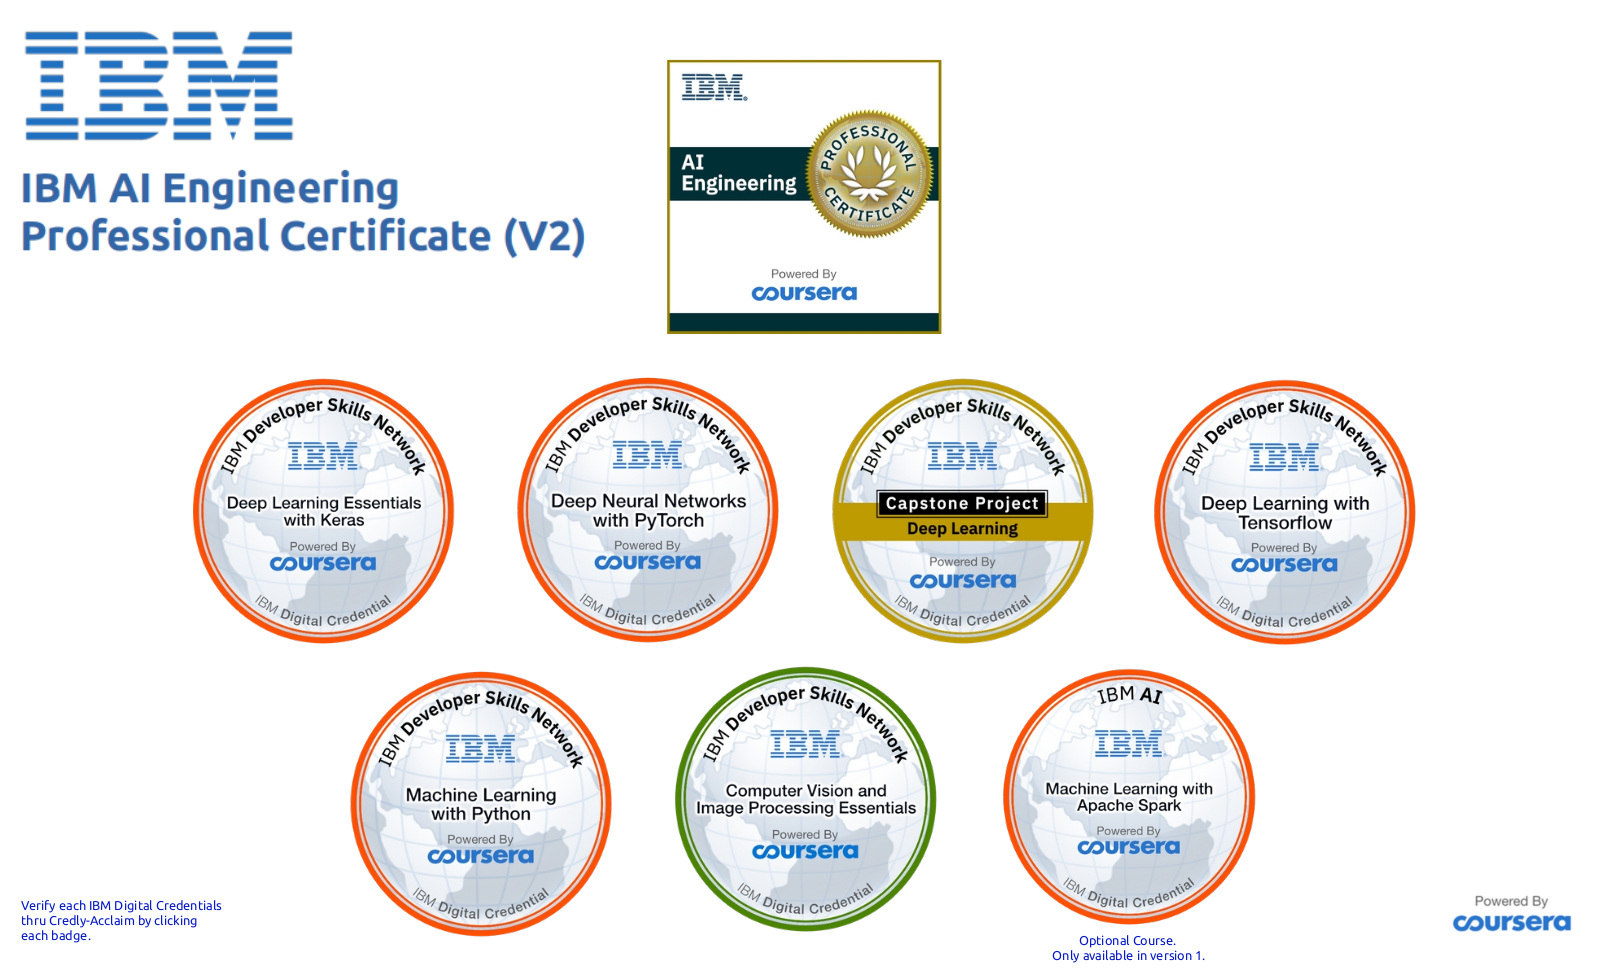 IBM
IBM AI Engineering
Professional Certificate (V2)
IBM®
AI
Engineering
PROFESSIONAL
CERTIFICATE
Powered By
coursera
IBM Developer Skills Network
IBM
Deep Learning Essentials
with Keras
Powered By
coursera
IBM Digital Credential
IBM Developer Skills Network
IBM
Deep Neural Networks
with PyTorch
Powered By
coursera
IBM Digital Credential
IBM Developer Skills Network
IBM
Capstone Project
Deep Learning
Powered By
coursera
IBM Digital Credential
IBM Developer Skills Network
IBM
Deep Learning with
Tensorflow
Powered By
coursera
IBM Digital Credential
IBM Developer Skills Network
IBM
Machine Learning
with Python
Powered By
coursera
IBM Digital Credential
IBM Developer Skills Network
IBM
Computer Vision and
Image Processing Essentials
Powered By
coursera
IBM Digital Credential
IBM AI
IBM
Machine Learning with
Apache Spark
Powered By
coursera
IBM Digital Credential
Verify each IBM Digital Credentials
thru Credly-Acclaim by clicking
each badge.
Optional Course.
Only available in version 1.
Powered By
coursera